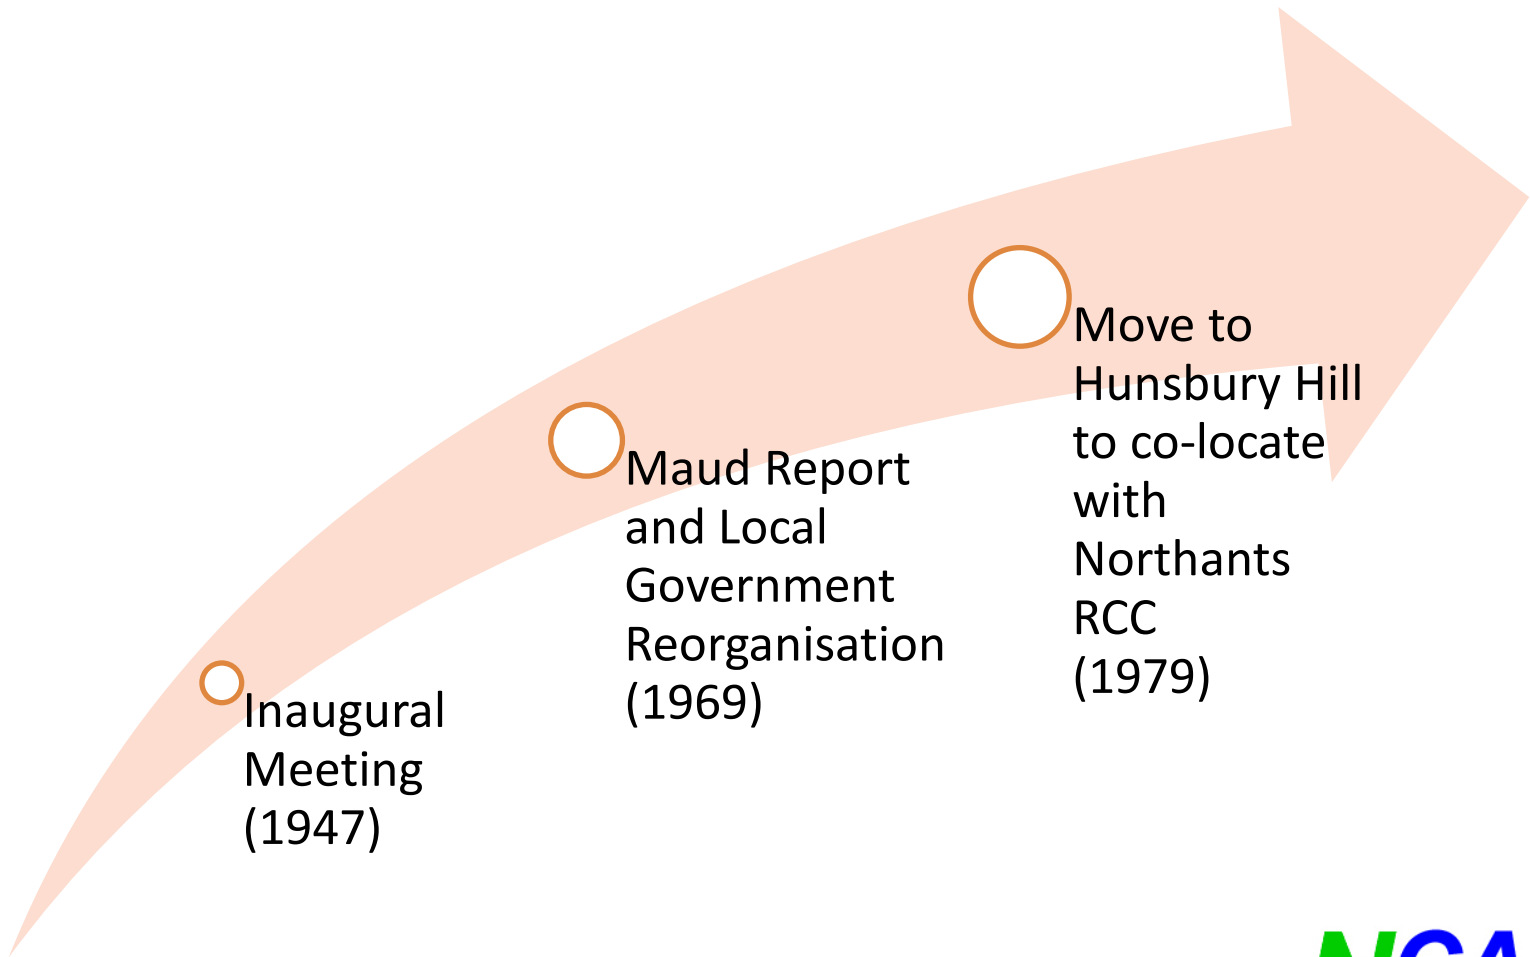 Inaugural
Meeting
(1947)
Maud Report
and Local
Government
Reorganisation
(1969)
Move to
Hunsbury Hill
to co-locate
with
Northants
RCC
(1979)